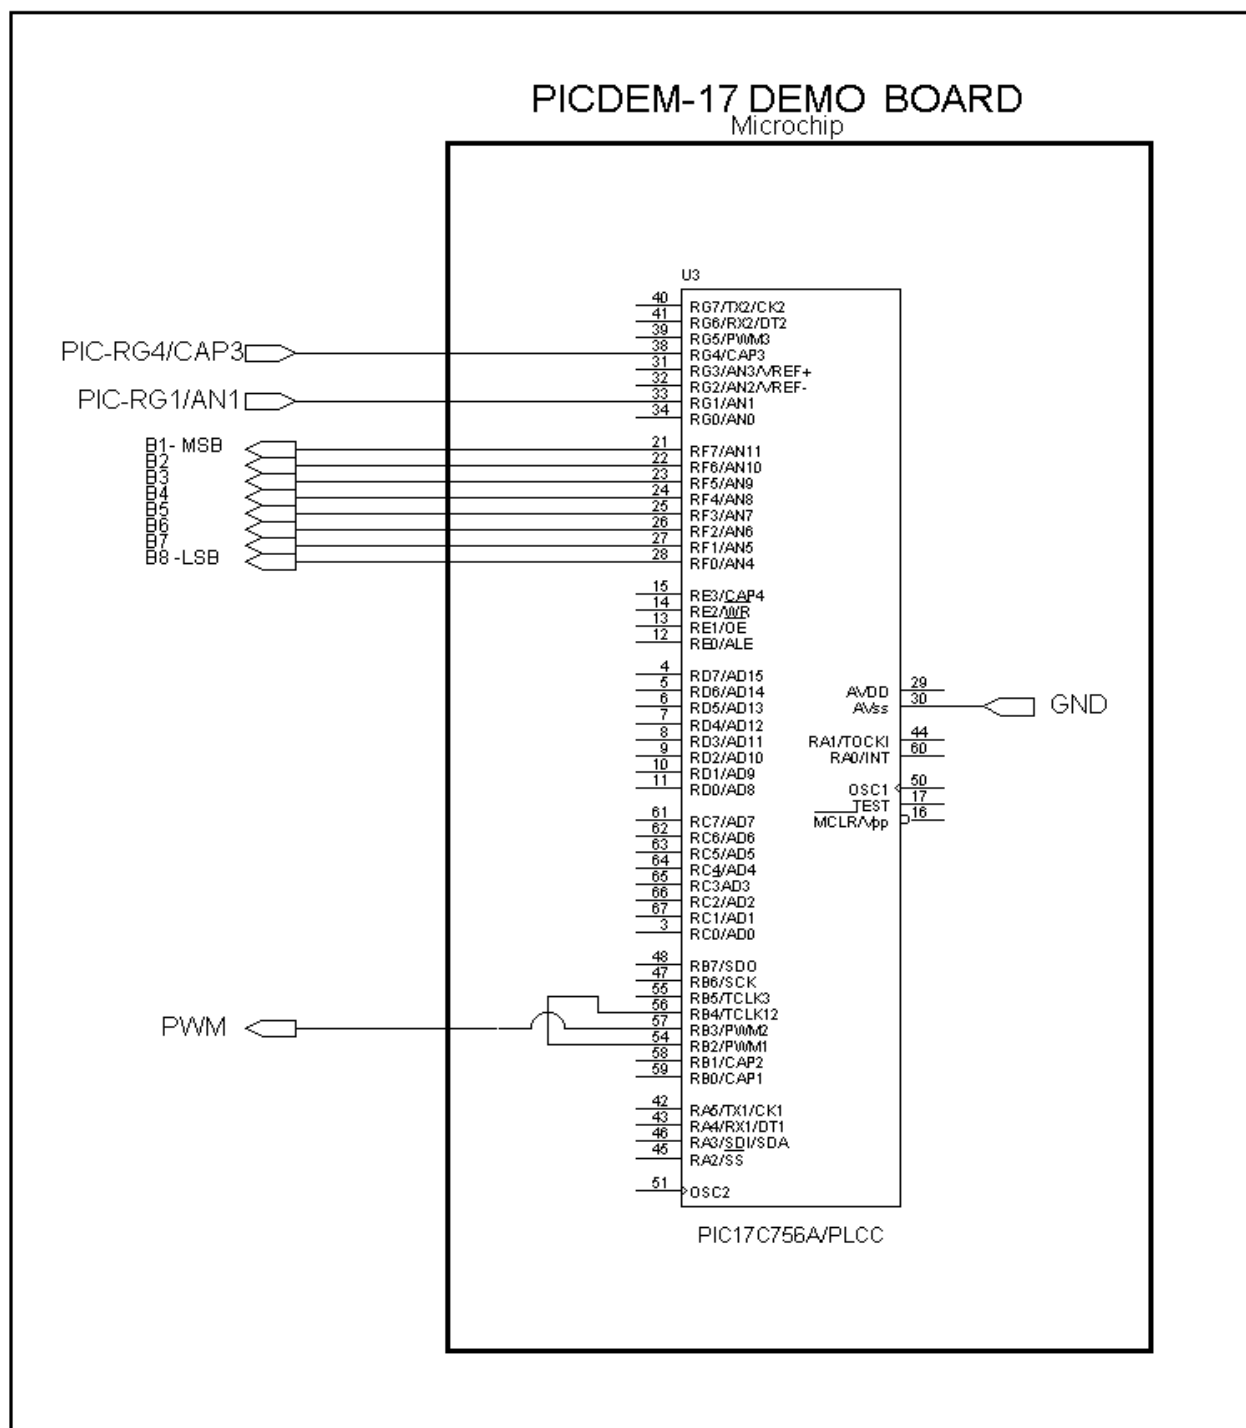 PICDEM-17 DEMO BOARD
Microchip
U3
40 RG7/TX2/CK2
41 RG6/RX2/DT2
39 RG5/PWM3
PIC-RG4/CAP3 38 RG4/CAP3
31 RG3/AN3/VREF+
32 RG2/AN2/VREF-
PIC-RG1/AN1 33 RG1/AN1
34 RG0/AN0
B1- MSB 21 RF7/AN11
B2 22 RF6/AN10
B3 23 RF5/AN9
B4 24 RF4/AN8
B5 25 RF3/AN7
B6 26 RF2/AN6
B7 27 RF1/AN5
B8 -LSB 28 RF0/AN4
15 RE3/CAP4
14 RE2/WR
13 RE1/OE
12 RE0/ALE
4 RD7/AD15
5 RD6/AD14 AVDD 29
6 RD5/AD13 AVss 30 GND
7 RD4/AD12
8 RD3/AD11 RA1/TOCKI 44
9 RD2/AD10 RA0/INT 60
10 RD1/AD9
11 RD0/AD8 OSC1 50
TEST 17
61 RC7/AD7 MCLR/Vpp 16
62 RC6/AD6
63 RC5/AD5
64 RC4/AD4
65 RC3AD3
66 RC2/AD2
67 RC1/AD1
3 RC0/AD0
48 RB7/SDO
47 RB6/SCK
55 RB5/TCLK3
56 RB4/TCLK12
PWM 57 RB3/PWM2
54 RB2/PWM1
58 RB1/CAP2
59 RB0/CAP1
42 RA5/TX1/CK1
43 RA4/RX1/DT1
46 RA3/SDI/SDA
45 RA2/SS
51 OSC2
PIC17C756A/PLCC